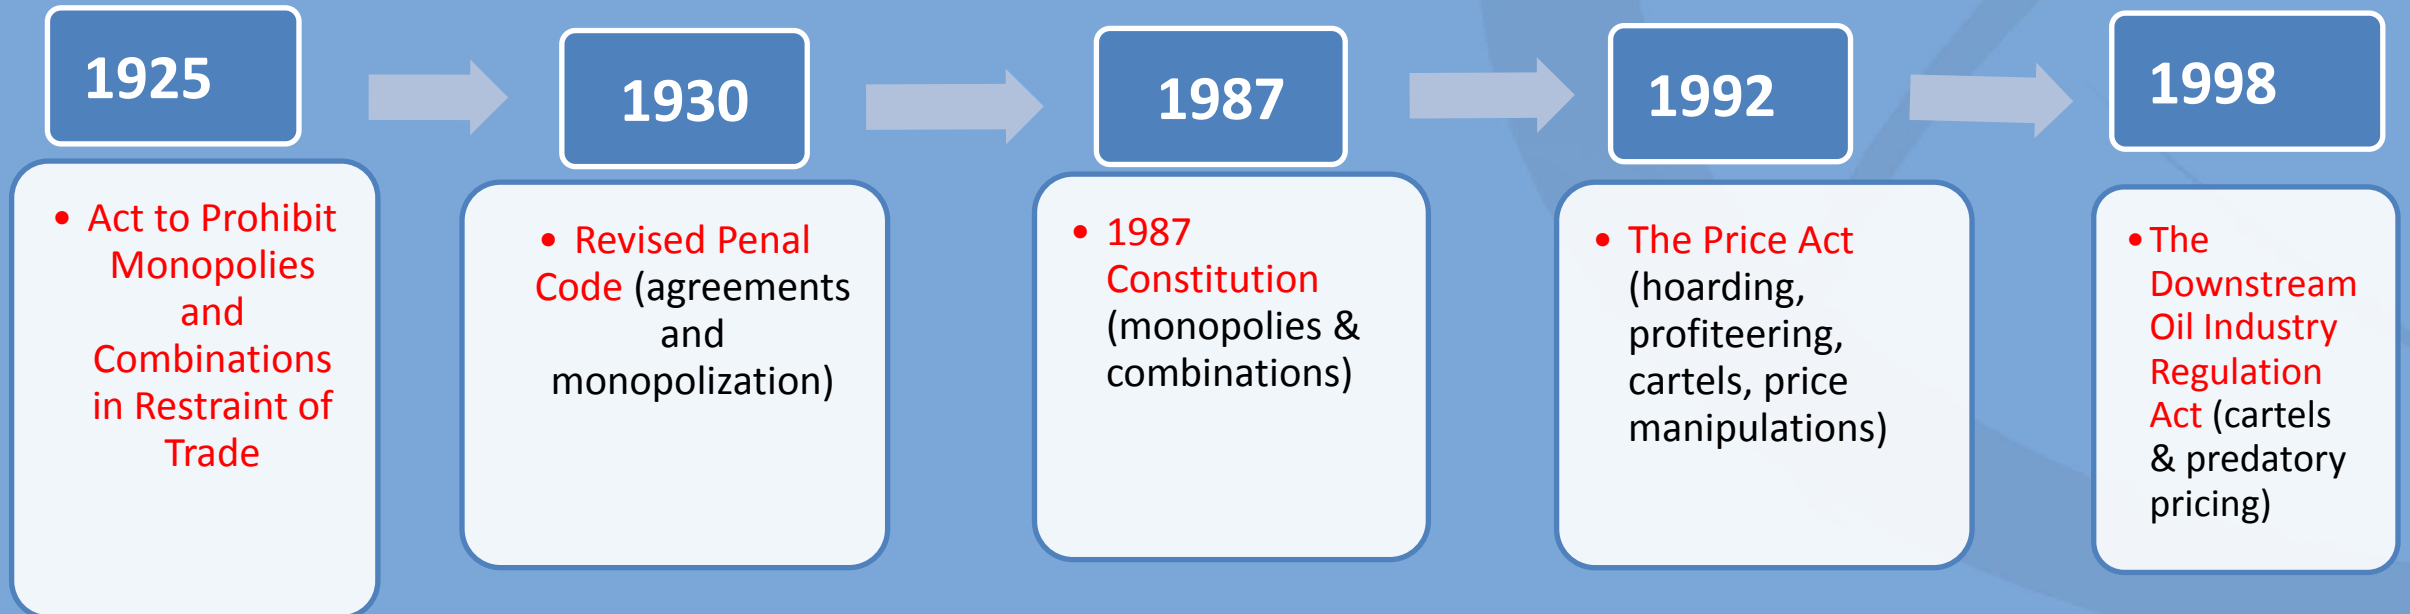 1925
• Act to Prohibit
Monopolies
and
Combinations
in Restraint of
Trade
1930
• Revised Penal
Code (agreements
and
monopolization)
1987
• 1987
Constitution
(monopolies &
combinations)
1992
• The Price Act
(hoarding,
profiteering,
cartels, price
manipulations)
1998
• The
Downstream
Oil Industry
Regulation
Act (cartels
& predatory
pricing)